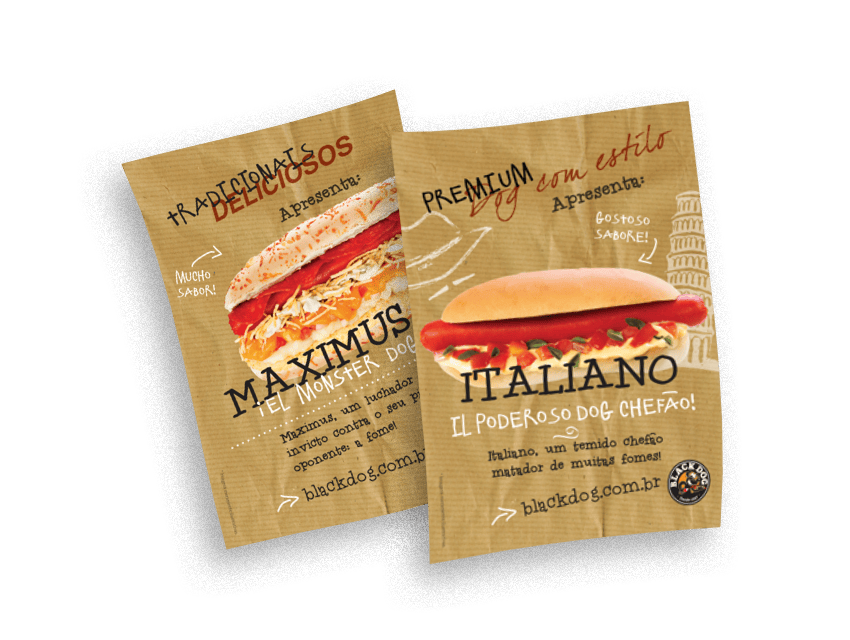 tRADICIONAIS
DELICIOSOS
Apresenta:
MUCHO
SABOR!
MAXIMUS
EL MONSTER DOG
Maximus, um luchador
invicto contra o seu
oponente: a fome!
blackdog.com.b
PREMIUM
Dog com estilo
Apresenta:
GOSTOSO
SABORE!
ITALIANO
IL PODEROSO DOG CHEFÃO!
Italiano, um temido chefão
matador de muitas fomes!
blackdog.com.br
BLACK DOG